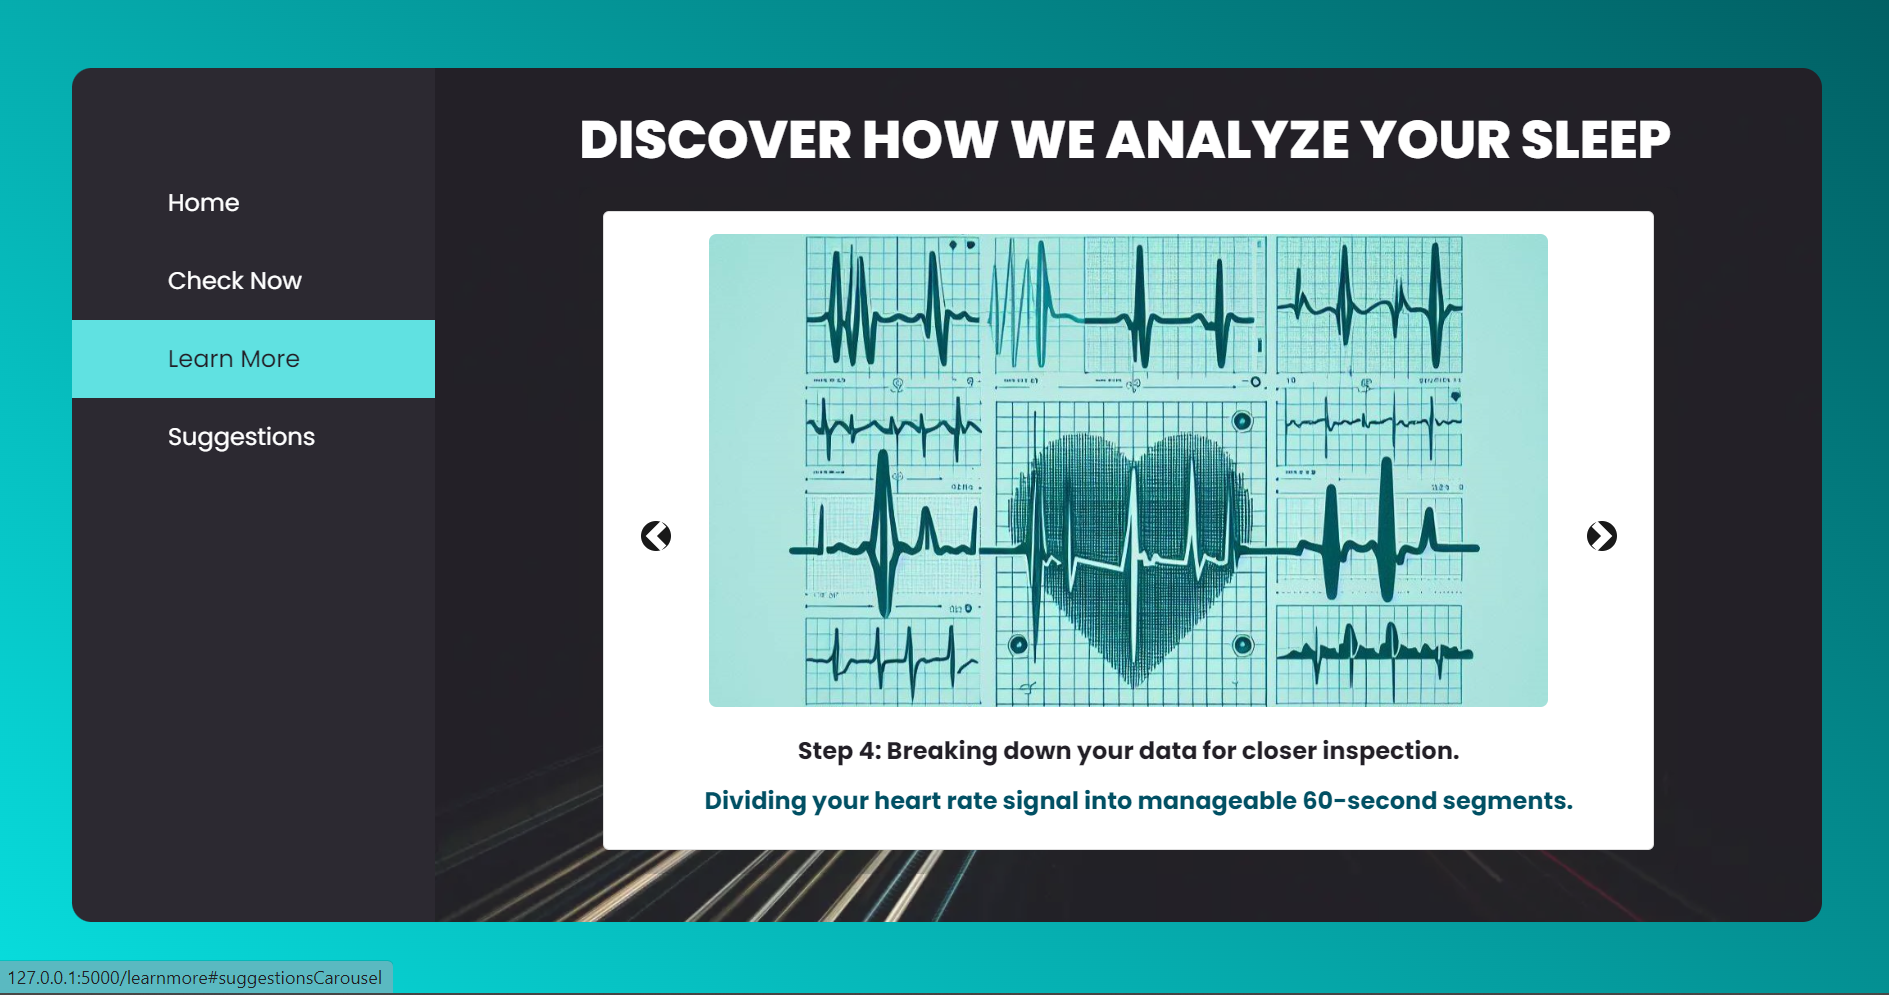 DISCOVER HOW WE ANALYZE YOUR SLEEP
Home
Check Now
Learn More
Suggestions
Step 4: Breaking down your data for closer inspection.
Dividing your heart rate signal into manageable 60-second segments.
127.0.0.1:5000/learnmore#suggestionsCarousel